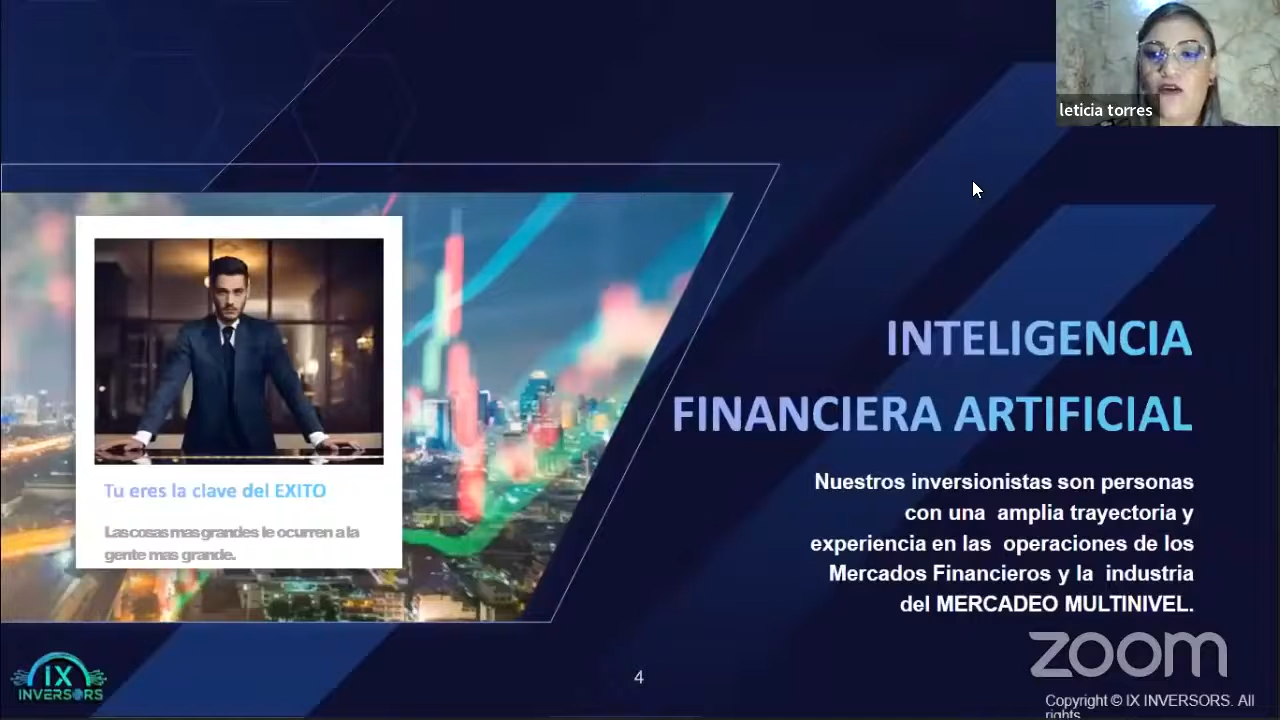 leticia torres
INTELIGENCIA
FINANCIERA ARTIFICIAL
Tu eres la clave del EXITO
Las cosas mas grandes le ocurren a la
gente mas grande.
Nuestros inversionistas son personas
con una amplia trayectoria y
experiencia en las operaciones de los
Mercados Financieros y la industria
del MERCADEO MULTINIVEL.
IX
INVERSORS
4
zoom
Copyright © IX INVERSORS. All
rights